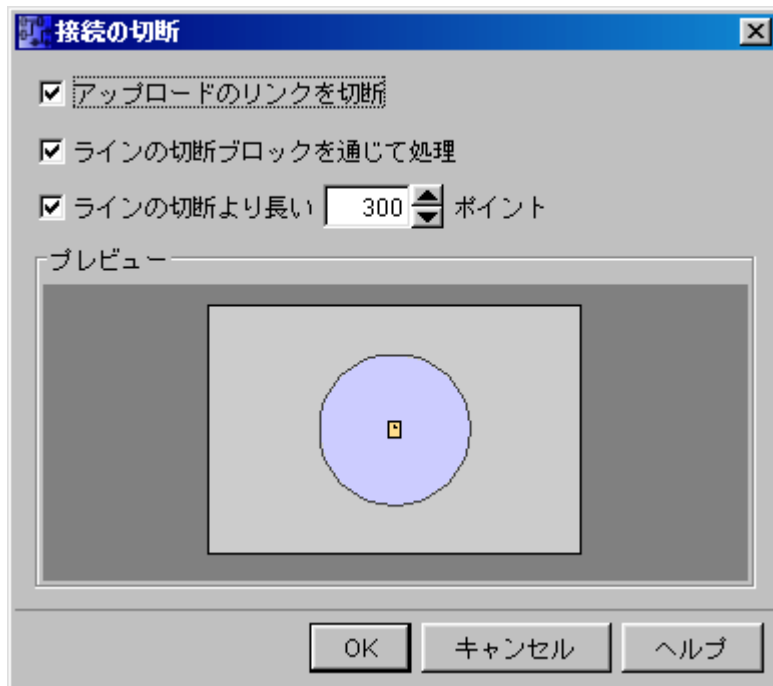 接続の切断
アップロードのリンクを切断
ラインの切断ブロックを通じて処理
ラインの切断より長い 300 ポイント
プレビュー
OK キャンセル ヘルプ